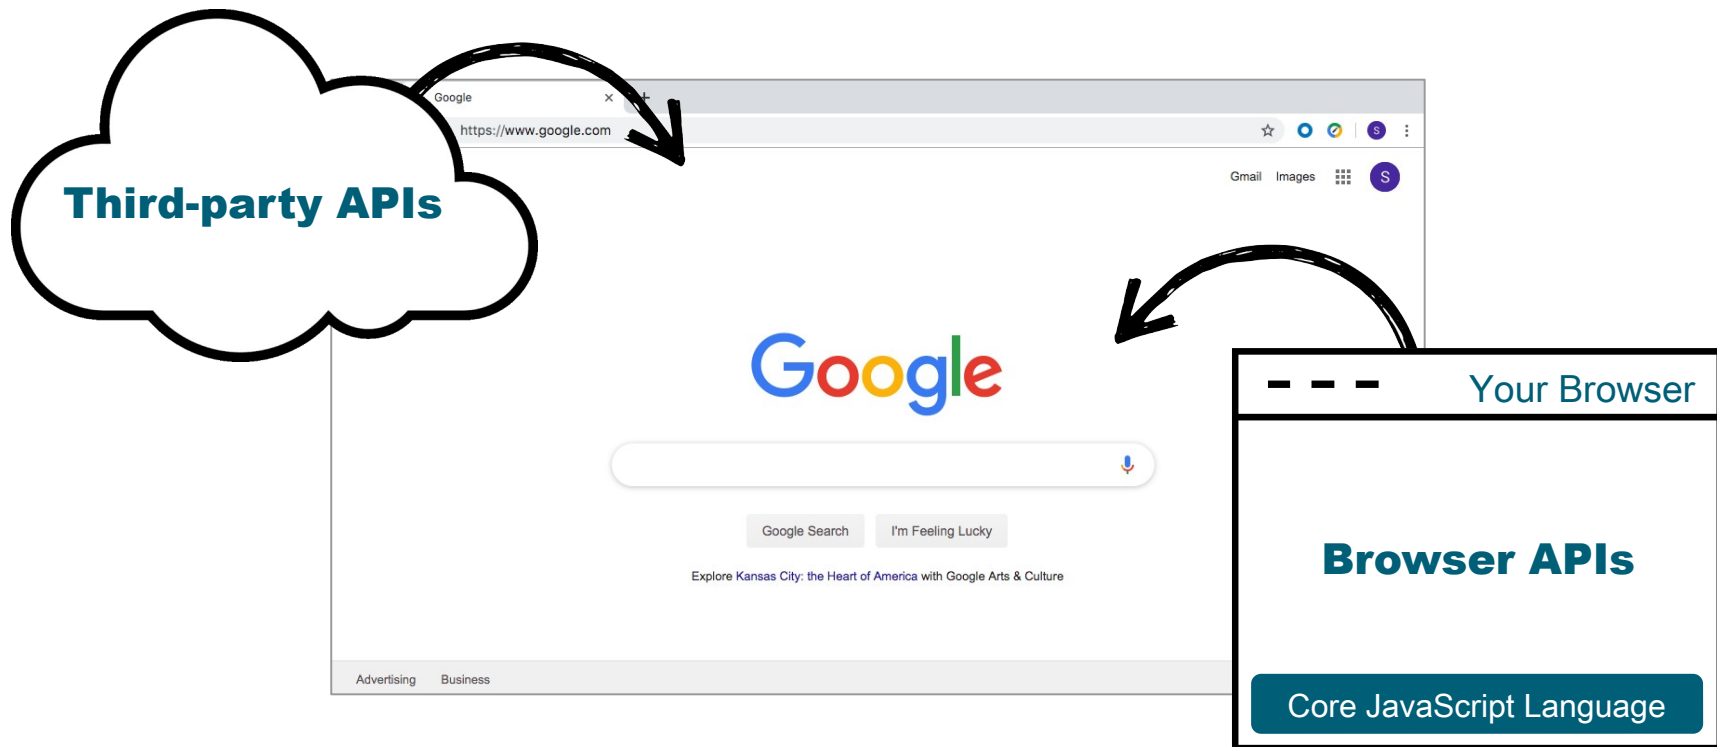 Google
https://www.google.com
S
Gmail Images
S
Third-party APIs
Google
Your Browser
Google Search I'm Feeling Lucky
Browser APIs
Explore Kansas City: the Heart of America with Google Arts & Culture
Advertising Business
Core JavaScript Language